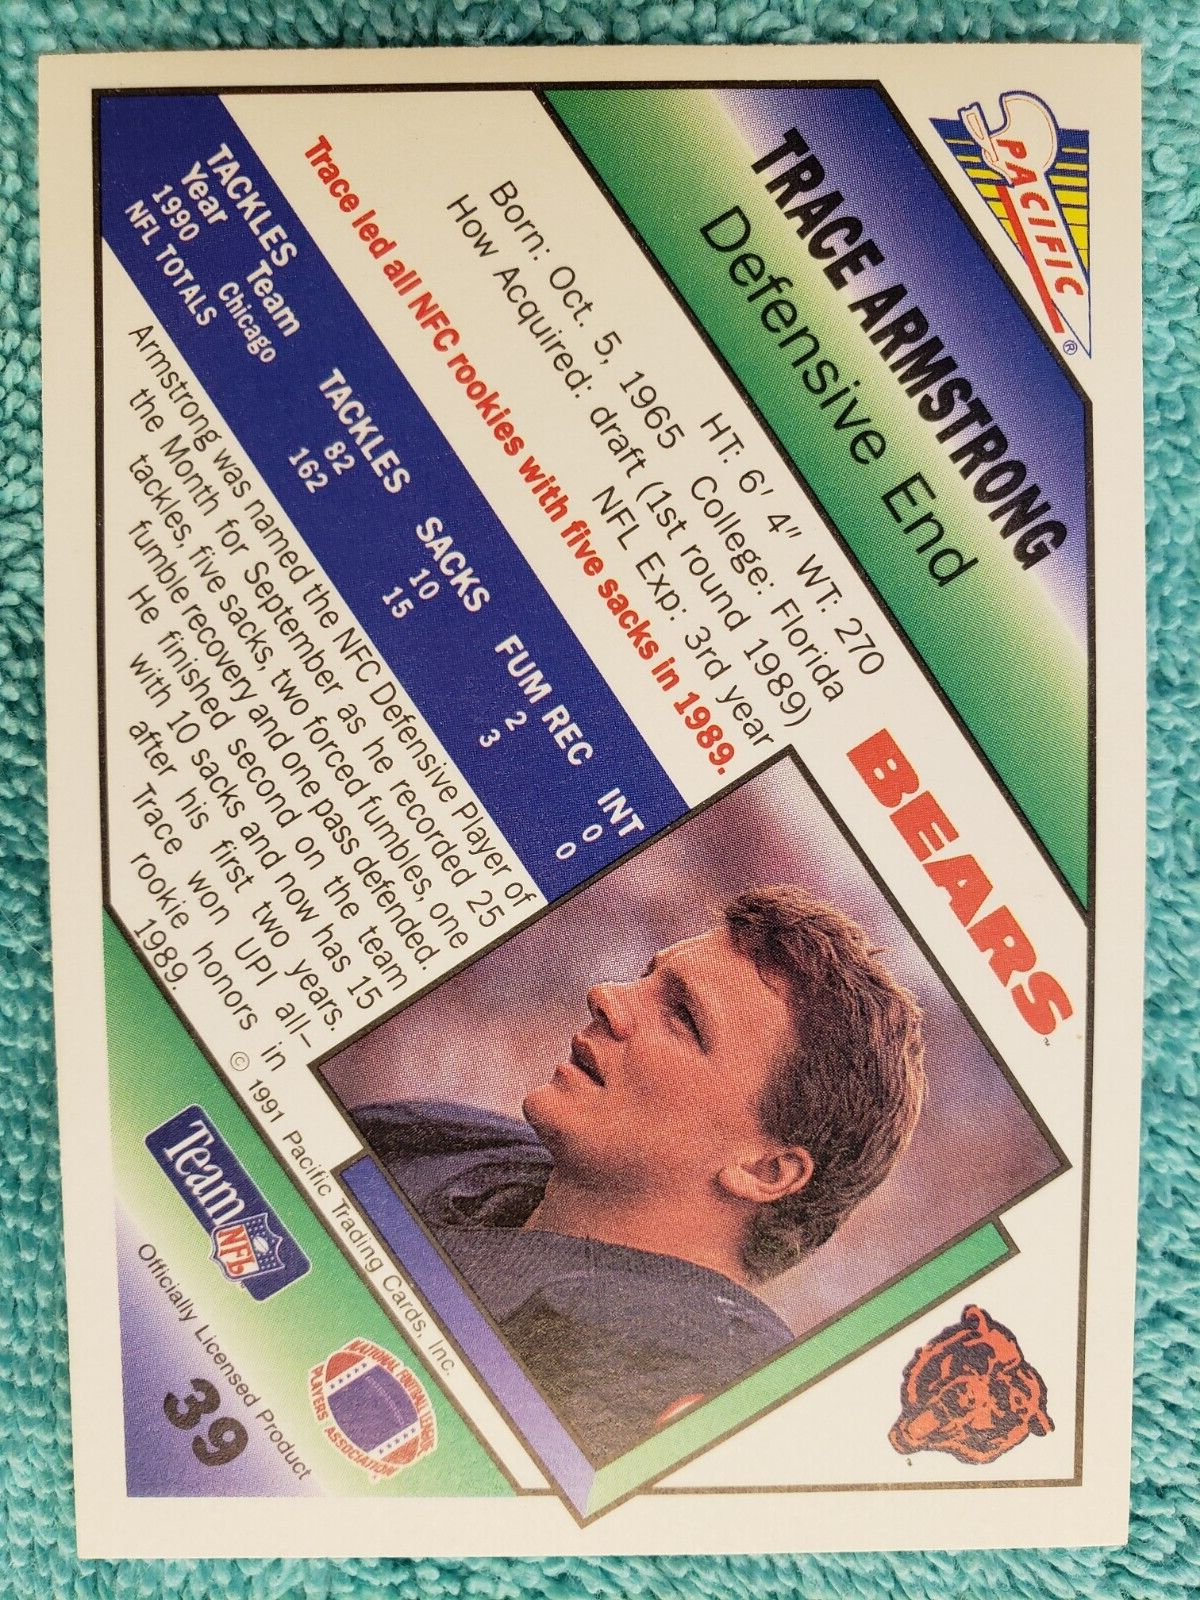 PACIFIC®
TRACE ARMSTRONG
Defensive End
BEARS™
HT: 6' 4" WT: 270
Born: Oct. 5, 1965 College: Florida
How Acquired: draft (1st round 1989)
NFL Exp: 3rd year
Trace led all NFC rookies with five sacks in 1989.
TACKLES TACKLES SACKS FUM REC INT
Year Team
1990 Chicago 82 10 2 0
NFL TOTALS 162 15 3 0
Armstrong was named the NFC Defensive Player of
the Month for September as he recorded 25
tackles, five sacks, two forced fumbles, one
fumble recovery and one pass defended.
He finished second on the team
with 10 sacks and now has 15
after his first two years.
Trace won UPI all-
rookie honors in
1989.
© 1991 Pacific Trading Cards, Inc.
Team NFL
NATIONAL FOOTBALL LEAGUE
PLAYERS ASSOCIATION
Officially Licensed Product
39